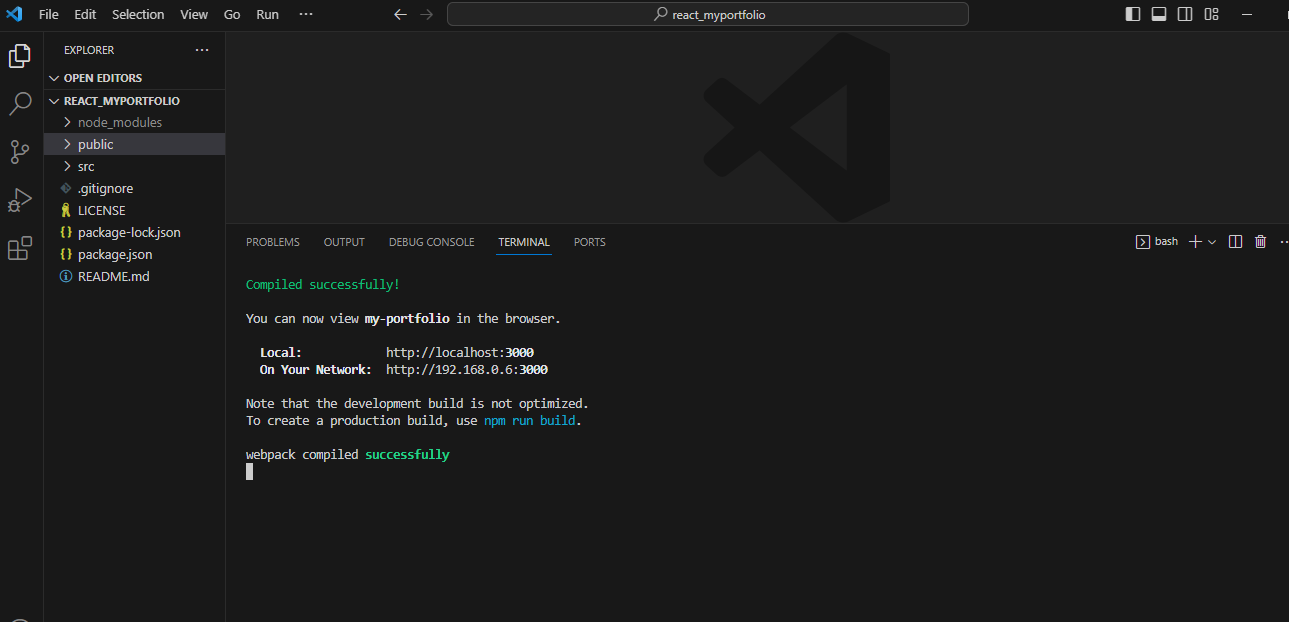 File Edit Selection View Go Run ··· ← → react_myportfolio
EXPLORER ···
OPEN EDITORS
REACT_MYPORTFOLIO
node_modules
public
src
.gitignore
LICENSE
{} package-lock.json
{} package.json
README.md
PROBLEMS OUTPUT DEBUG CONSOLE TERMINAL PORTS bash
Compiled successfully!
You can now view my-portfolio in the browser.
Local: http://localhost:3000
On Your Network: http://192.168.0.6:3000
Note that the development build is not optimized.
To create a production build, use npm run build.
webpack compiled successfully